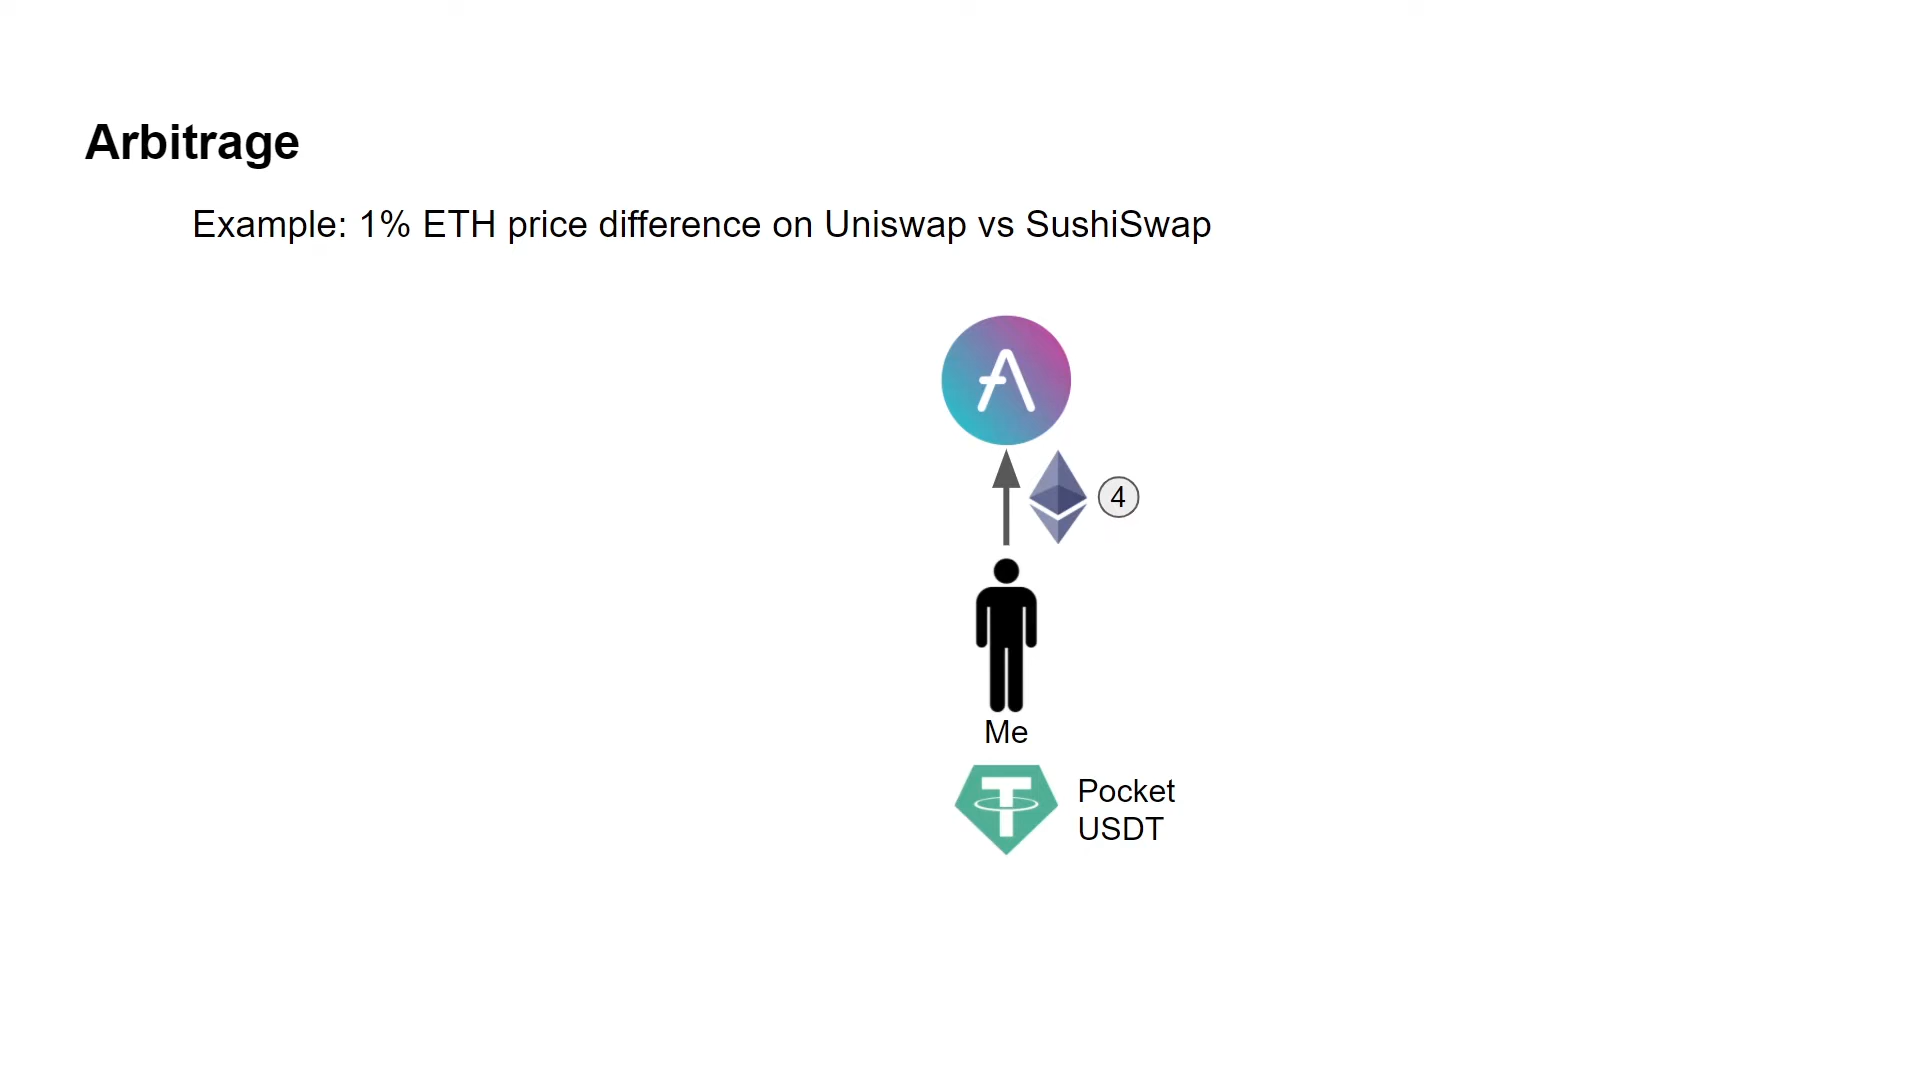 Arbitrage
Example: 1% ETH price difference on Uniswap vs SushiSwap
4
Me
Pocket
USDT